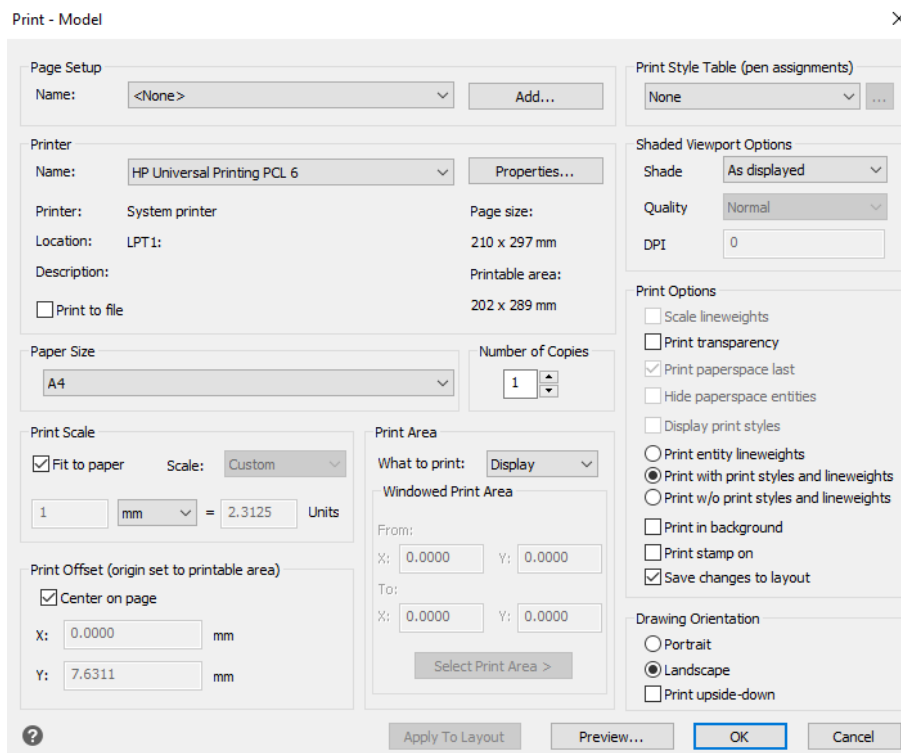 Print - Model
Page Setup
Name: <None> Add...
Printer
Name: HP Universal Printing PCL 6 Properties...
Printer: System printer Page size:
Location: LPT1: 210 x 297 mm
Description: Printable area:
Print to file 202 x 289 mm
Paper Size
A4
Number of Copies
1
Print Scale
Fit to paper Scale: Custom
1 mm = 2.3125 Units
Print Offset (origin set to printable area)
Center on page
X: 0.0000 mm
Y: 7.6311 mm
Print Area
What to print: Display
Windowed Print Area
From:
X: 0.0000 Y: 0.0000
To:
X: 0.0000 Y: 0.0000
Select Print Area >
Print Style Table (pen assignments)
None ...
Shaded Viewport Options
Shade As displayed
Quality Normal
DPI 0
Print Options
Scale lineweights
Print transparency
Print paperspace last
Hide paperspace entities
Display print styles
Print entity lineweights
Print with print styles and lineweights
Print w/o print styles and lineweights
Print in background
Print stamp on
Save changes to layout
Drawing Orientation
Portrait
Landscape
Print upside-down
? Apply To Layout Preview... OK Cancel